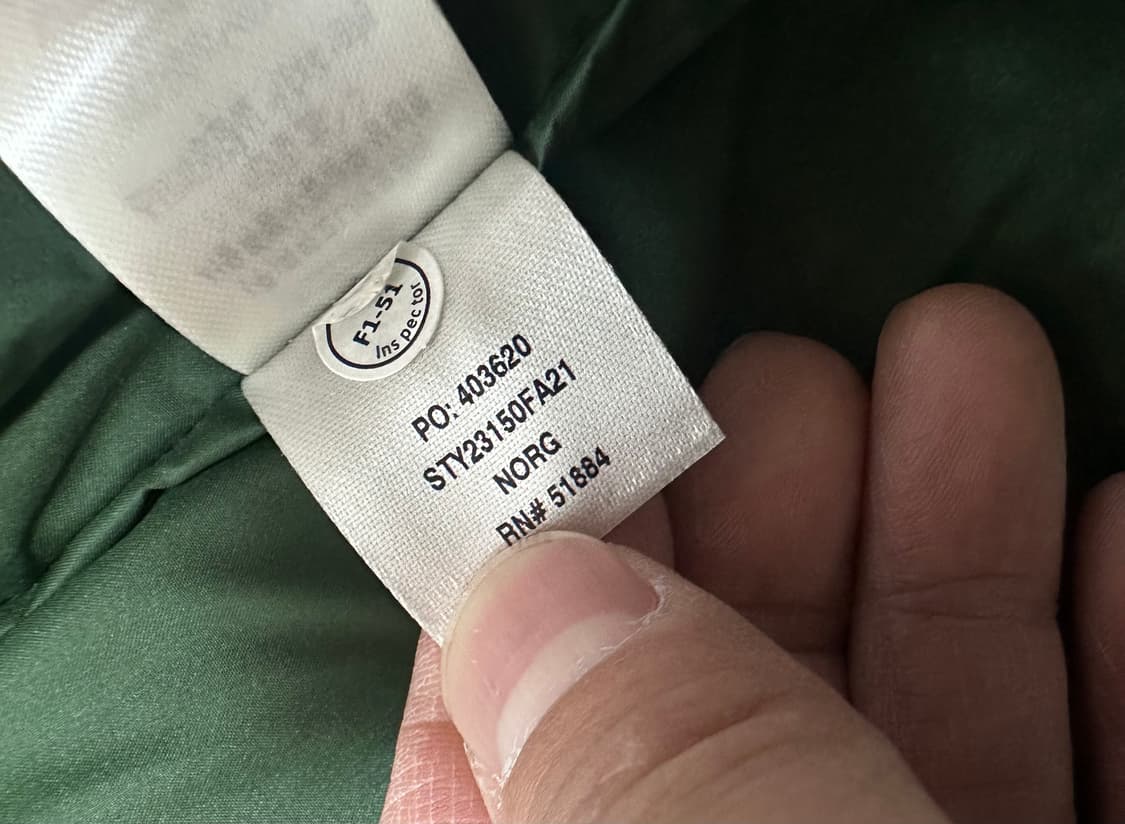 F1-51
Inspector
PO: 403620
STY23150FA21
NORG
RN# 51884